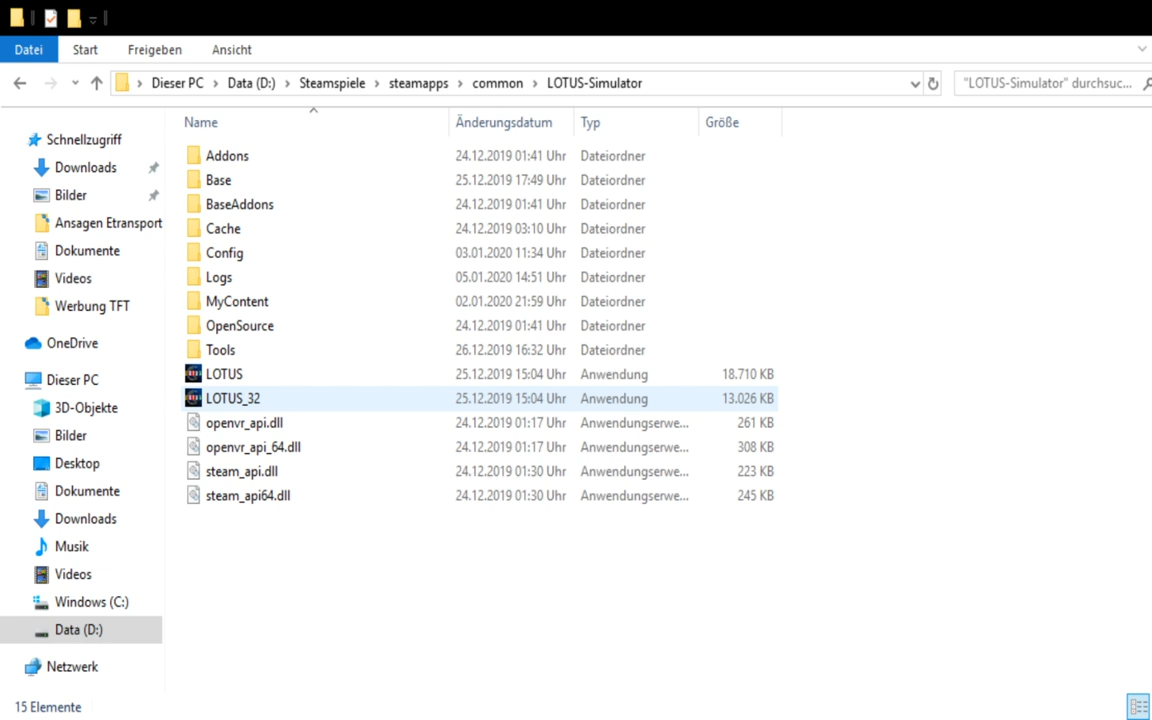 Datei Start Freigeben Ansicht
Dieser PC Data (D:) Steamspiele steamapps common LOTUS-Simulator "LOTUS-Simulator" durchsuc...
Name Änderungsdatum Typ Größe
Schnellzugriff
Downloads
Bilder
Ansagen Etransport
Dokumente
Videos
Werbung TFT
OneDrive
Dieser PC
3D-Objekte
Bilder
Desktop
Dokumente
Downloads
Musik
Videos
Windows (C:)
Data (D:)
Netzwerk
Addons 24.12.2019 01:41 Uhr Dateiordner
Base 25.12.2019 17:49 Uhr Dateiordner
BaseAddons 24.12.2019 01:41 Uhr Dateiordner
Cache 24.12.2019 03:10 Uhr Dateiordner
Config 03.01.2020 11:34 Uhr Dateiordner
Logs 05.01.2020 14:51 Uhr Dateiordner
MyContent 02.01.2020 21:59 Uhr Dateiordner
OpenSource 24.12.2019 01:41 Uhr Dateiordner
Tools 26.12.2019 16:32 Uhr Dateiordner
LOTUS 25.12.2019 15:04 Uhr Anwendung 18.710 KB
LOTUS_32 25.12.2019 15:04 Uhr Anwendung 13.026 KB
openvr_api.dll 24.12.2019 01:17 Uhr Anwendungserwe... 261 KB
openvr_api_64.dll 24.12.2019 01:17 Uhr Anwendungserwe... 308 KB
steam_api.dll 24.12.2019 01:30 Uhr Anwendungserwe... 223 KB
steam_api64.dll 24.12.2019 01:30 Uhr Anwendungserwe... 245 KB
15 Elemente